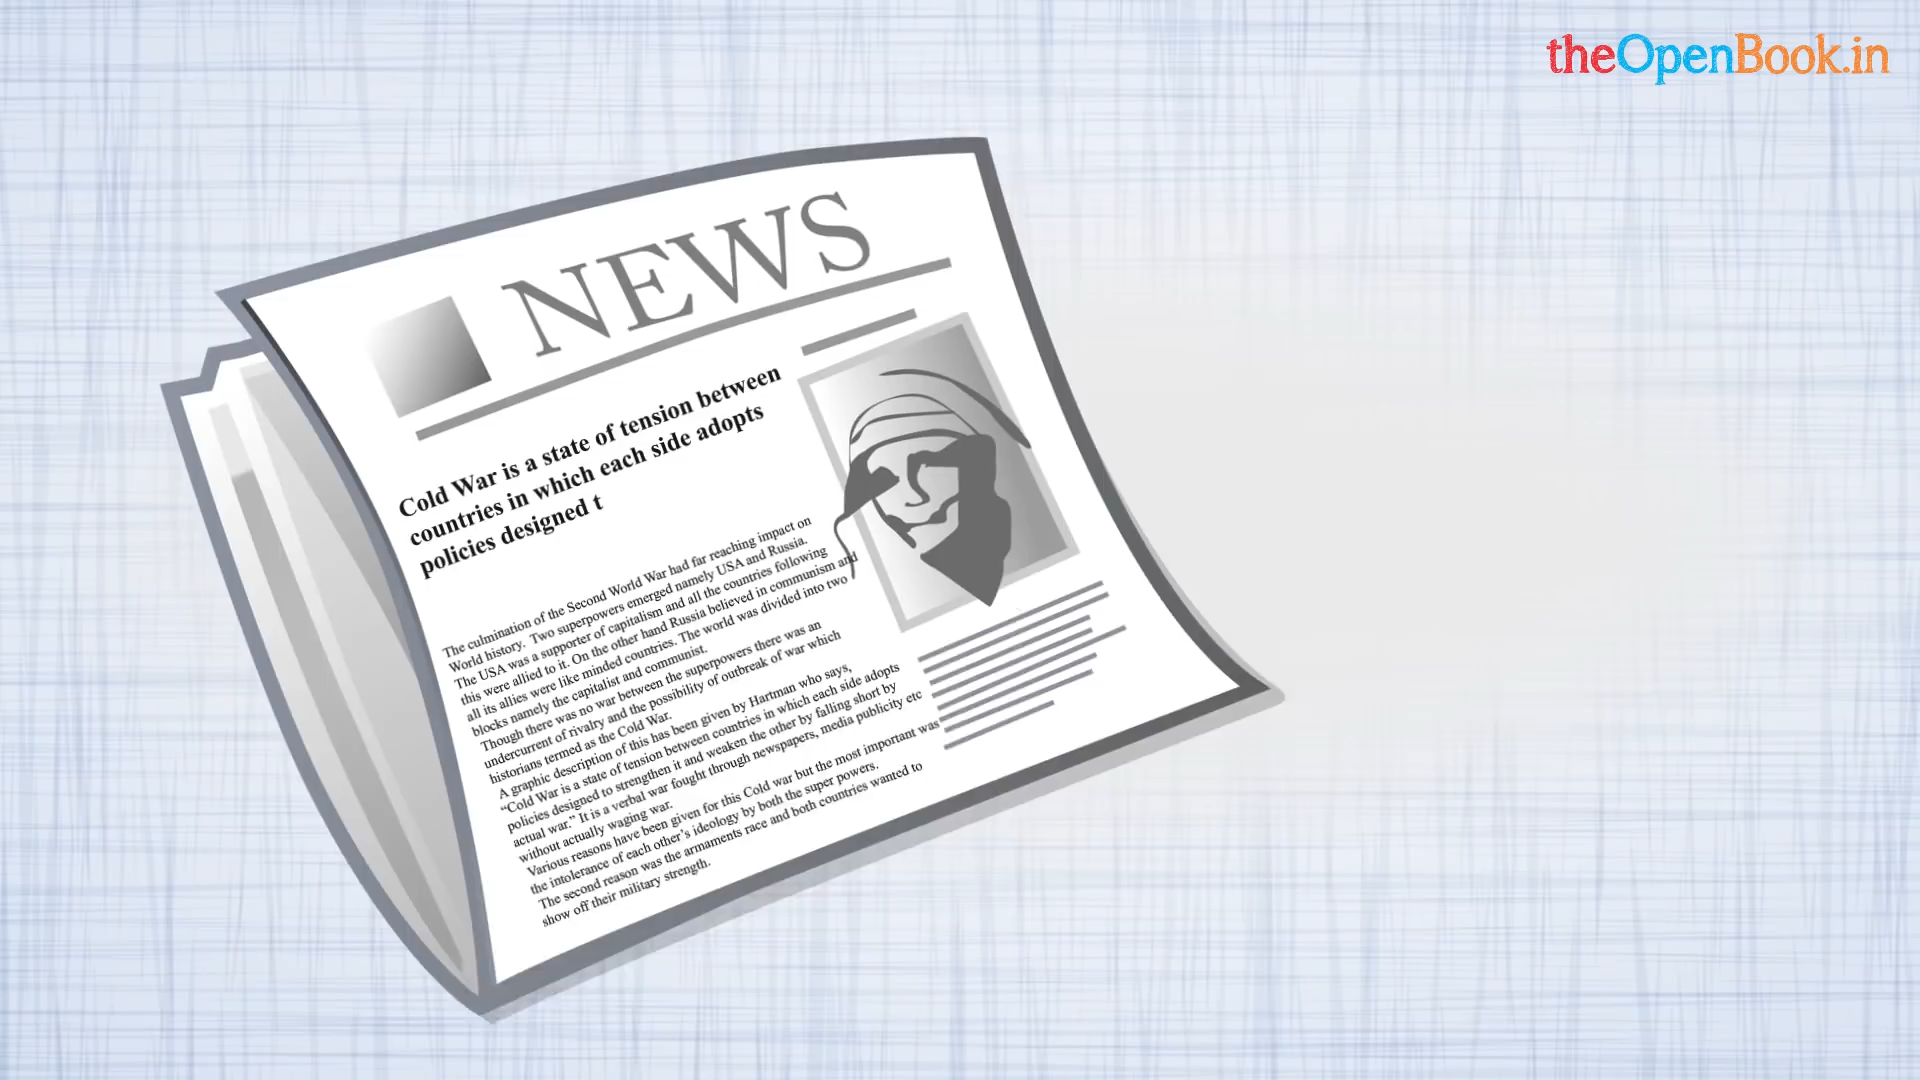 theOpenBook.in
NEWS
Cold War is a state of tension between
countries in which each side adopts
policies designed t
The culmination of the Second World War had far reaching impact on
World history. Two superpowers emerged namely USA and Russia.
The USA was a supporter of capitalism and all the countries following
this were allied to it. On the other hand Russia believed in communism and
all its allies were like minded countries. The world was divided into two
blocks namely the capitalist and communist.
Though there was no war between the superpowers there was an
undercurrent of rivalry and the possibility of outbreak of war which
historians termed as the Cold War.
A graphic description of this has been given by Hartman who says,
“Cold War is a state of tension between countries in which each side adopts
policies designed to strengthen it and weaken the other by falling short by
actual war.” It is a verbal war fought through newspapers, media publicity etc
without actually waging war.
Various reasons have been given for this Cold war but the most important was
the intolerance of each other’s ideology by both the super powers.
The second reason was the armaments race and both countries wanted to
show off their military strength.